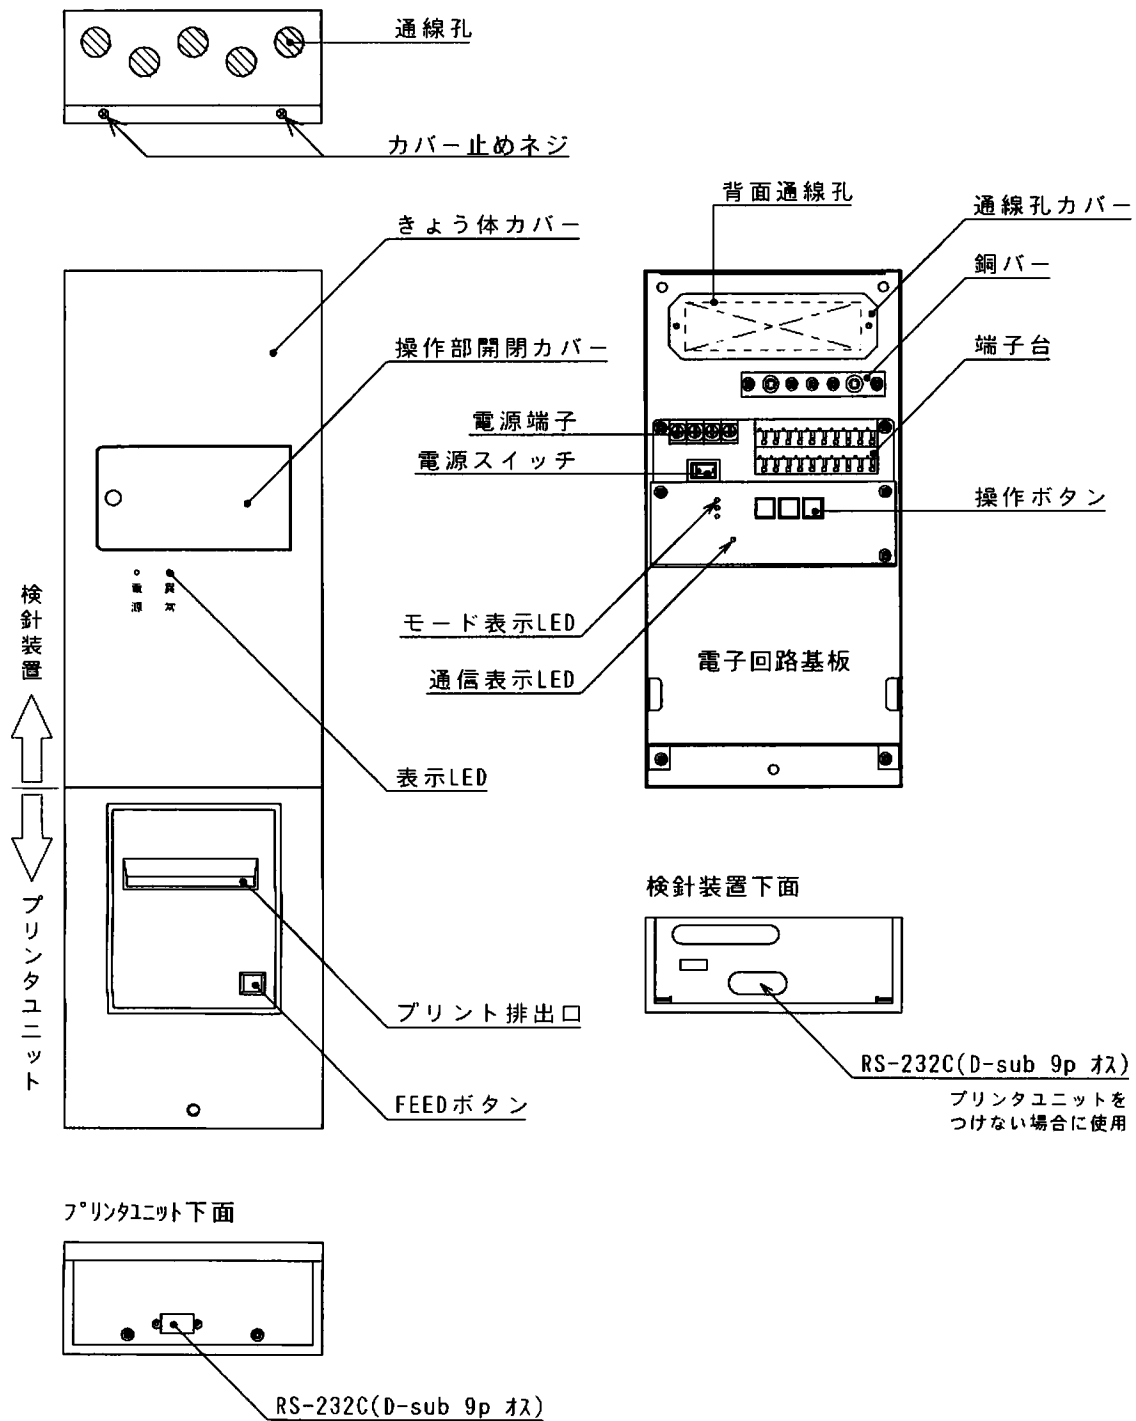 通線孔
カバー止めネジ
きょう体カバー
操作部開閉カバー
電源
異常
表示LED
検針装置
プリンタユニット
プリント排出口
FEEDボタン
背面通線孔
通線孔カバー
銅バー
端子台
電源端子
電源スイッチ
操作ボタン
モード表示LED
通信表示LED
電子回路基板
検針装置下面
RS-232C(D-sub 9p ｵｽ)
プリンタユニットを
つけない場合に使用
ﾌﾟﾘﾝﾀﾕﾆｯﾄ下面
RS-232C(D-sub 9p ｵｽ)